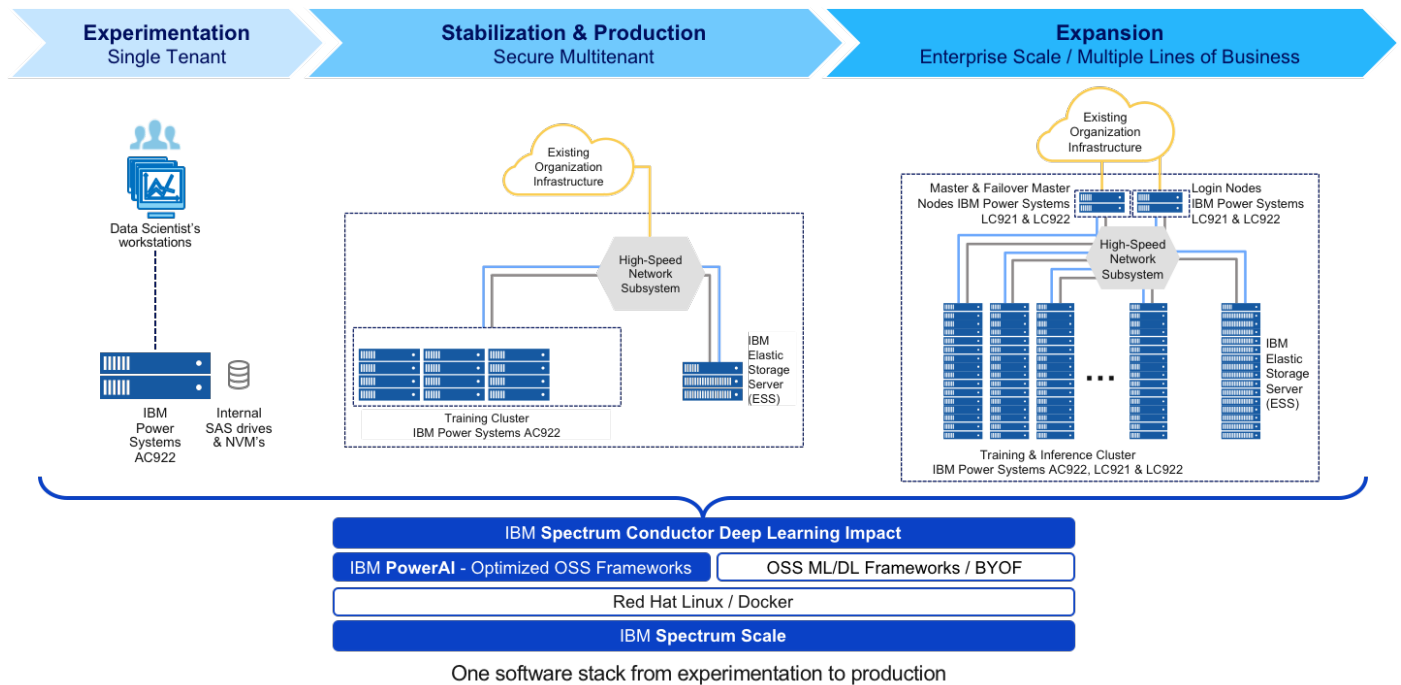 Experimentation
Single Tenant
Stabilization & Production
Secure Multitenant
Expansion
Enterprise Scale / Multiple Lines of Business
Data Scientist's
workstations
IBM
Power
Systems
AC922
Internal
SAS drives
& NVM's
Existing
Organization
Infrastructure
High-Speed
Network
Subsystem
Training Cluster
IBM Power Systems AC922
IBM
Elastic
Storage
Server
(ESS)
Existing
Organization
Infrastructure
Master & Failover Master
Nodes IBM Power Systems
LC921 & LC922
Login Nodes
IBM Power Systems
LC921 & LC922
High-Speed
Network
Subsystem
...
IBM
Elastic
Storage
Server
(ESS)
Training & Inference Cluster
IBM Power Systems AC922, LC921 & LC922
IBM Spectrum Conductor Deep Learning Impact
IBM PowerAI - Optimized OSS Frameworks
OSS ML/DL Frameworks / BYOF
Red Hat Linux / Docker
IBM Spectrum Scale
One software stack from experimentation to production